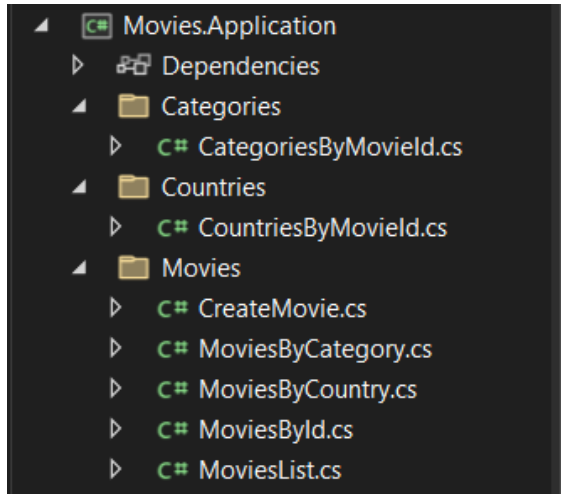 C# Movies.Application
Dependencies
Categories
C# CategoriesByMovieId.cs
Countries
C# CountriesByMovieId.cs
Movies
C# CreateMovie.cs
C# MoviesByCategory.cs
C# MoviesByCountry.cs
C# MoviesById.cs
C# MoviesList.cs